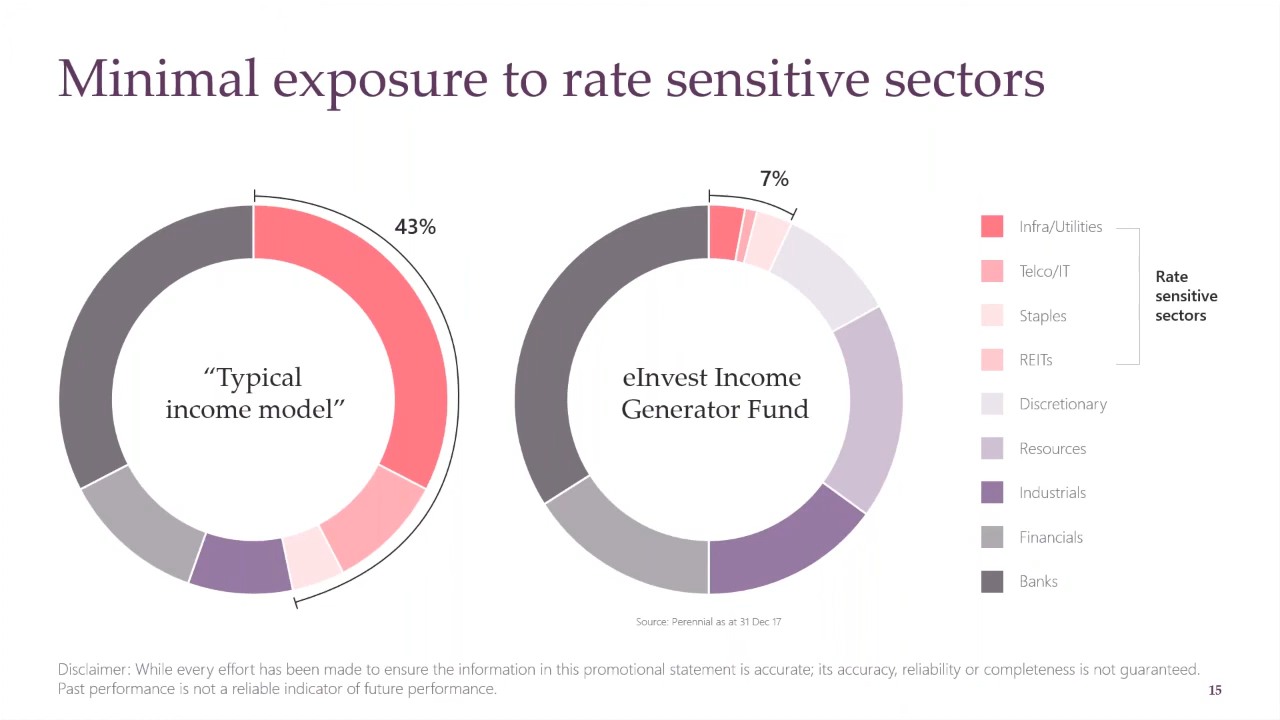 Minimal exposure to rate sensitive sectors
43%
7%
“Typical
income model”
eInvest Income
Generator Fund
Infra/Utilities
Telco/IT
Staples
REITs
Discretionary
Resources
Industrials
Financials
Banks
Rate
sensitive
sectors
Source: Perennial as at 31 Dec 17
Disclaimer: While every effort has been made to ensure the information in this promotional statement is accurate; its accuracy, reliability or completeness is not guaranteed.
Past performance is not a reliable indicator of future performance.
15